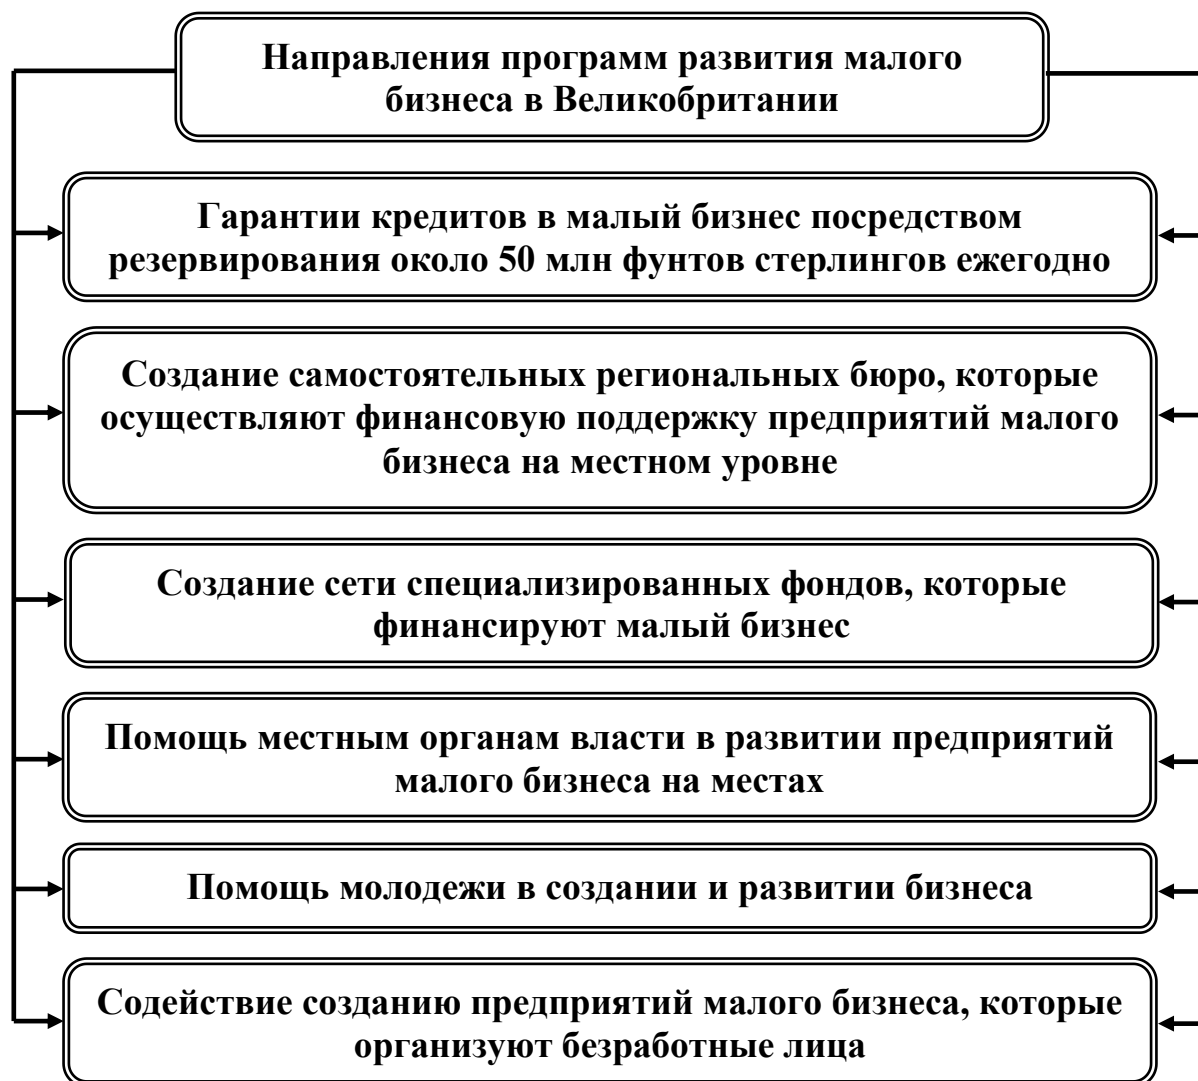 Направления программ развития малого
бизнеса в Великобритании
Гарантии кредитов в малый бизнес посредством
резервирования около 50 млн фунтов стерлингов ежегодно
Создание самостоятельных региональных бюро, которые
осуществляют финансовую поддержку предприятий малого
бизнеса на местном уровне
Создание сети специализированных фондов, которые
финансируют малый бизнес
Помощь местным органам власти в развитии предприятий
малого бизнеса на местах
Помощь молодежи в создании и развитии бизнеса
Содействие созданию предприятий малого бизнеса, которые
организуют безработные лица